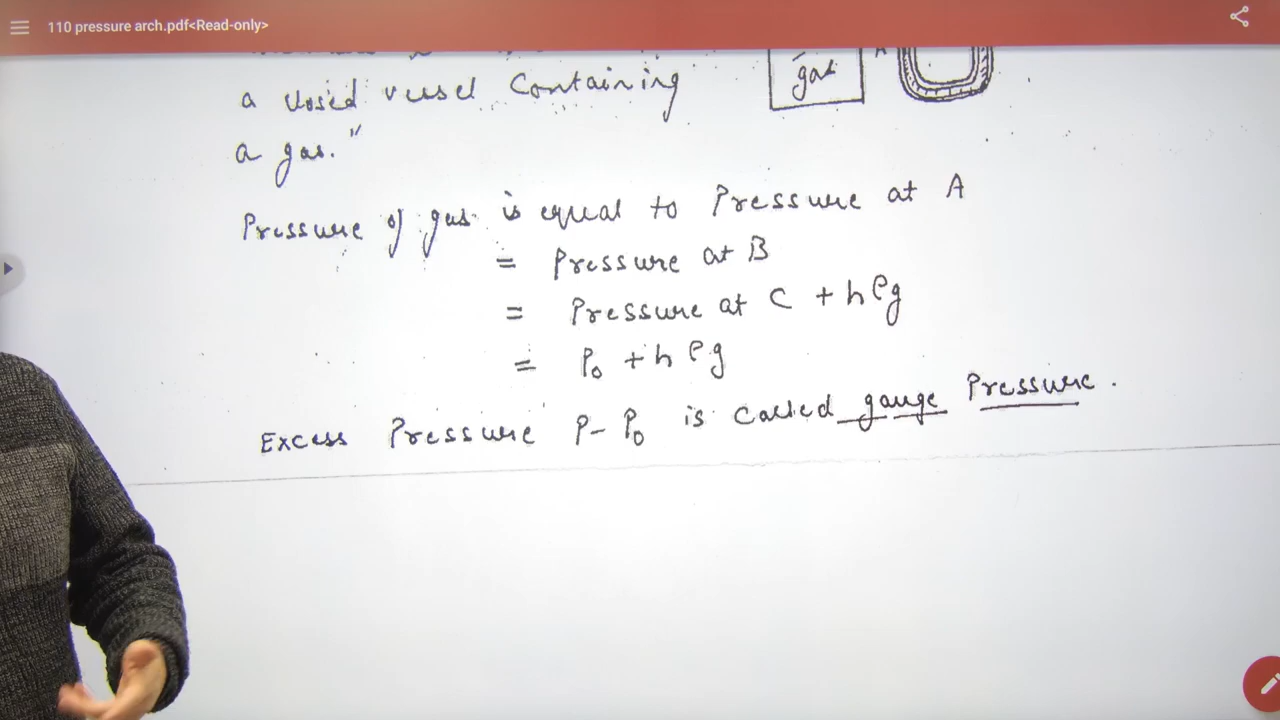 110 pressure arch.pdf<Read-only>
a closed vessel Containing
a gas."
gas
A
Pressure of gas is equal to Pressure at A
= Pressure at B
= Pressure at C + hρg
= P₀ + hρg
Excess Pressure P - P₀ is called gauge Pressure.